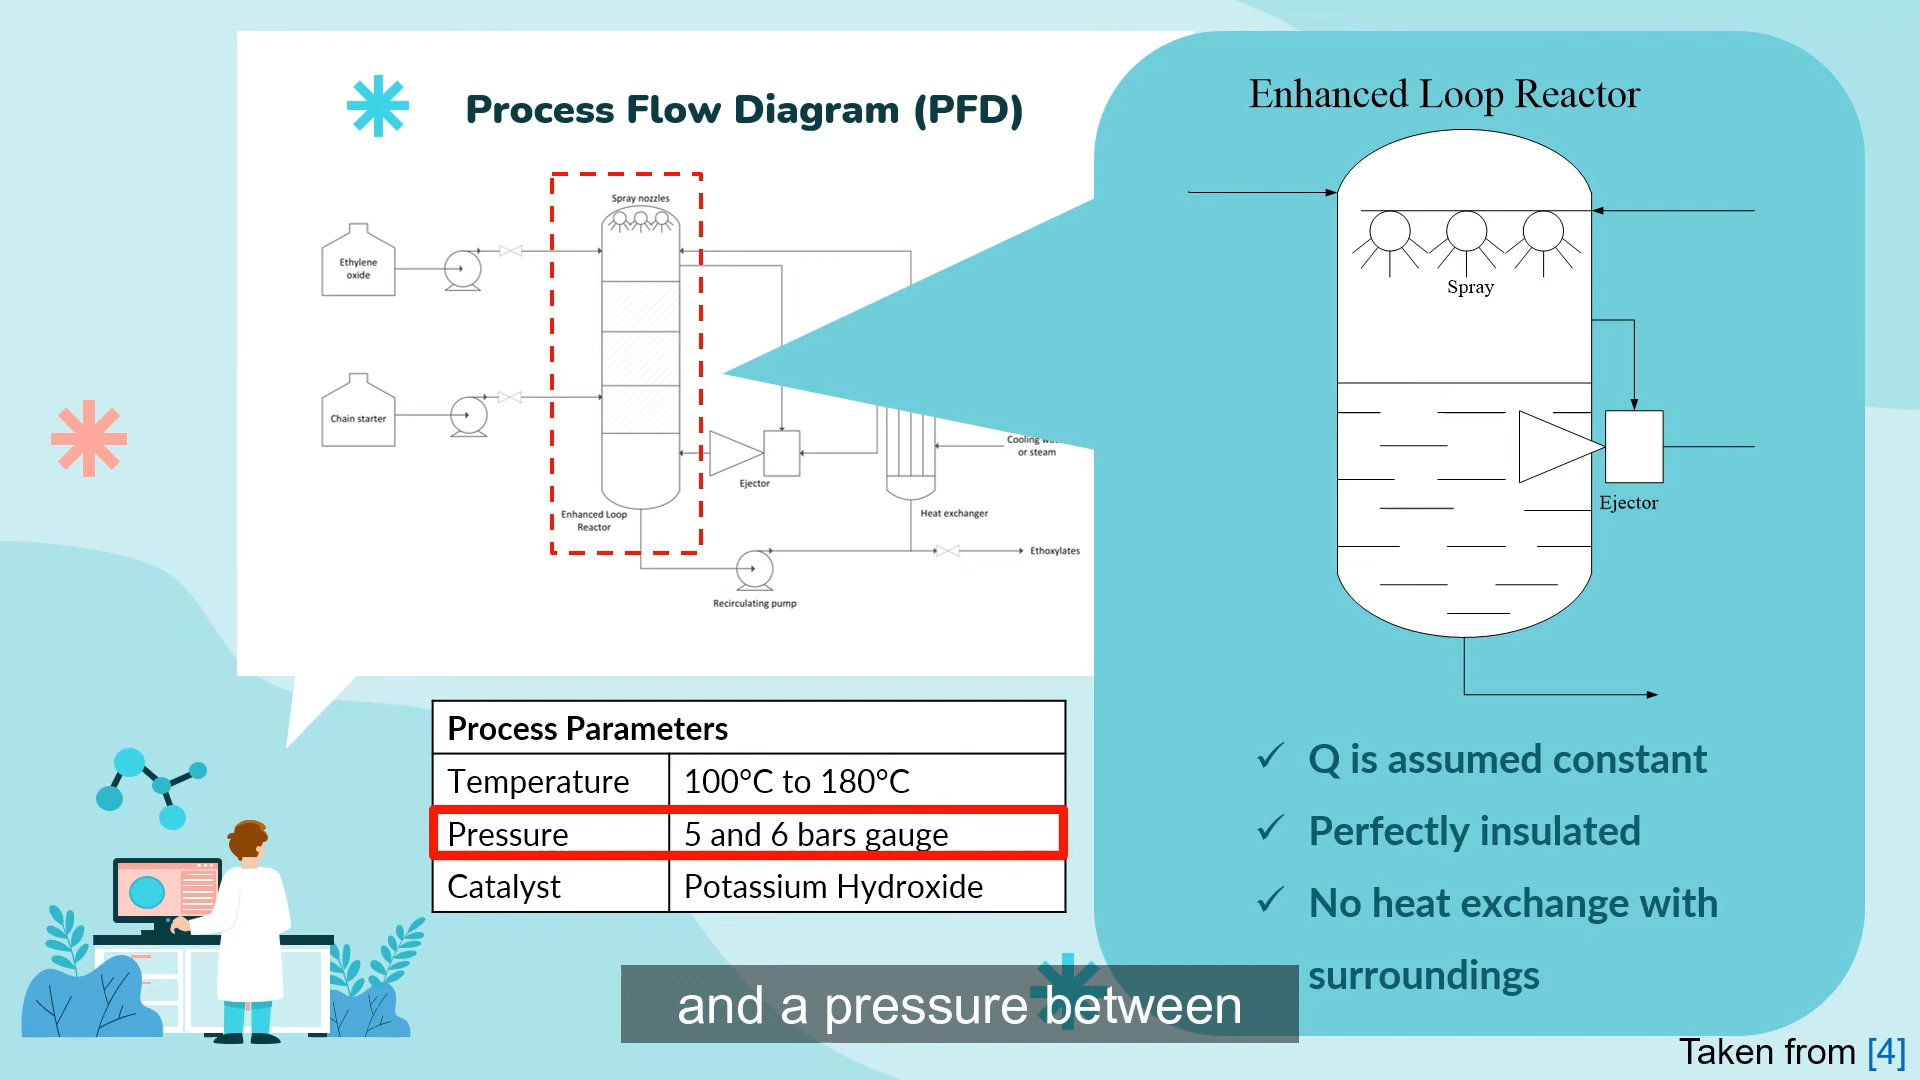 Process Flow Diagram (PFD)
Spray nozzles
Ethylene
oxide
Chain starter
Ejector
Cooling
or steam
Enhanced Loop
Reactor
Heat exchanger
Ethoxylates
Recirculating pump
Enhanced Loop Reactor
Spray
Ejector
Process Parameters
Temperature 100°C to 180°C
Pressure 5 and 6 bars gauge
Catalyst Potassium Hydroxide
✓ Q is assumed constant
✓ Perfectly insulated
✓ No heat exchange with
surroundings
and a pressure between
Taken from [4]